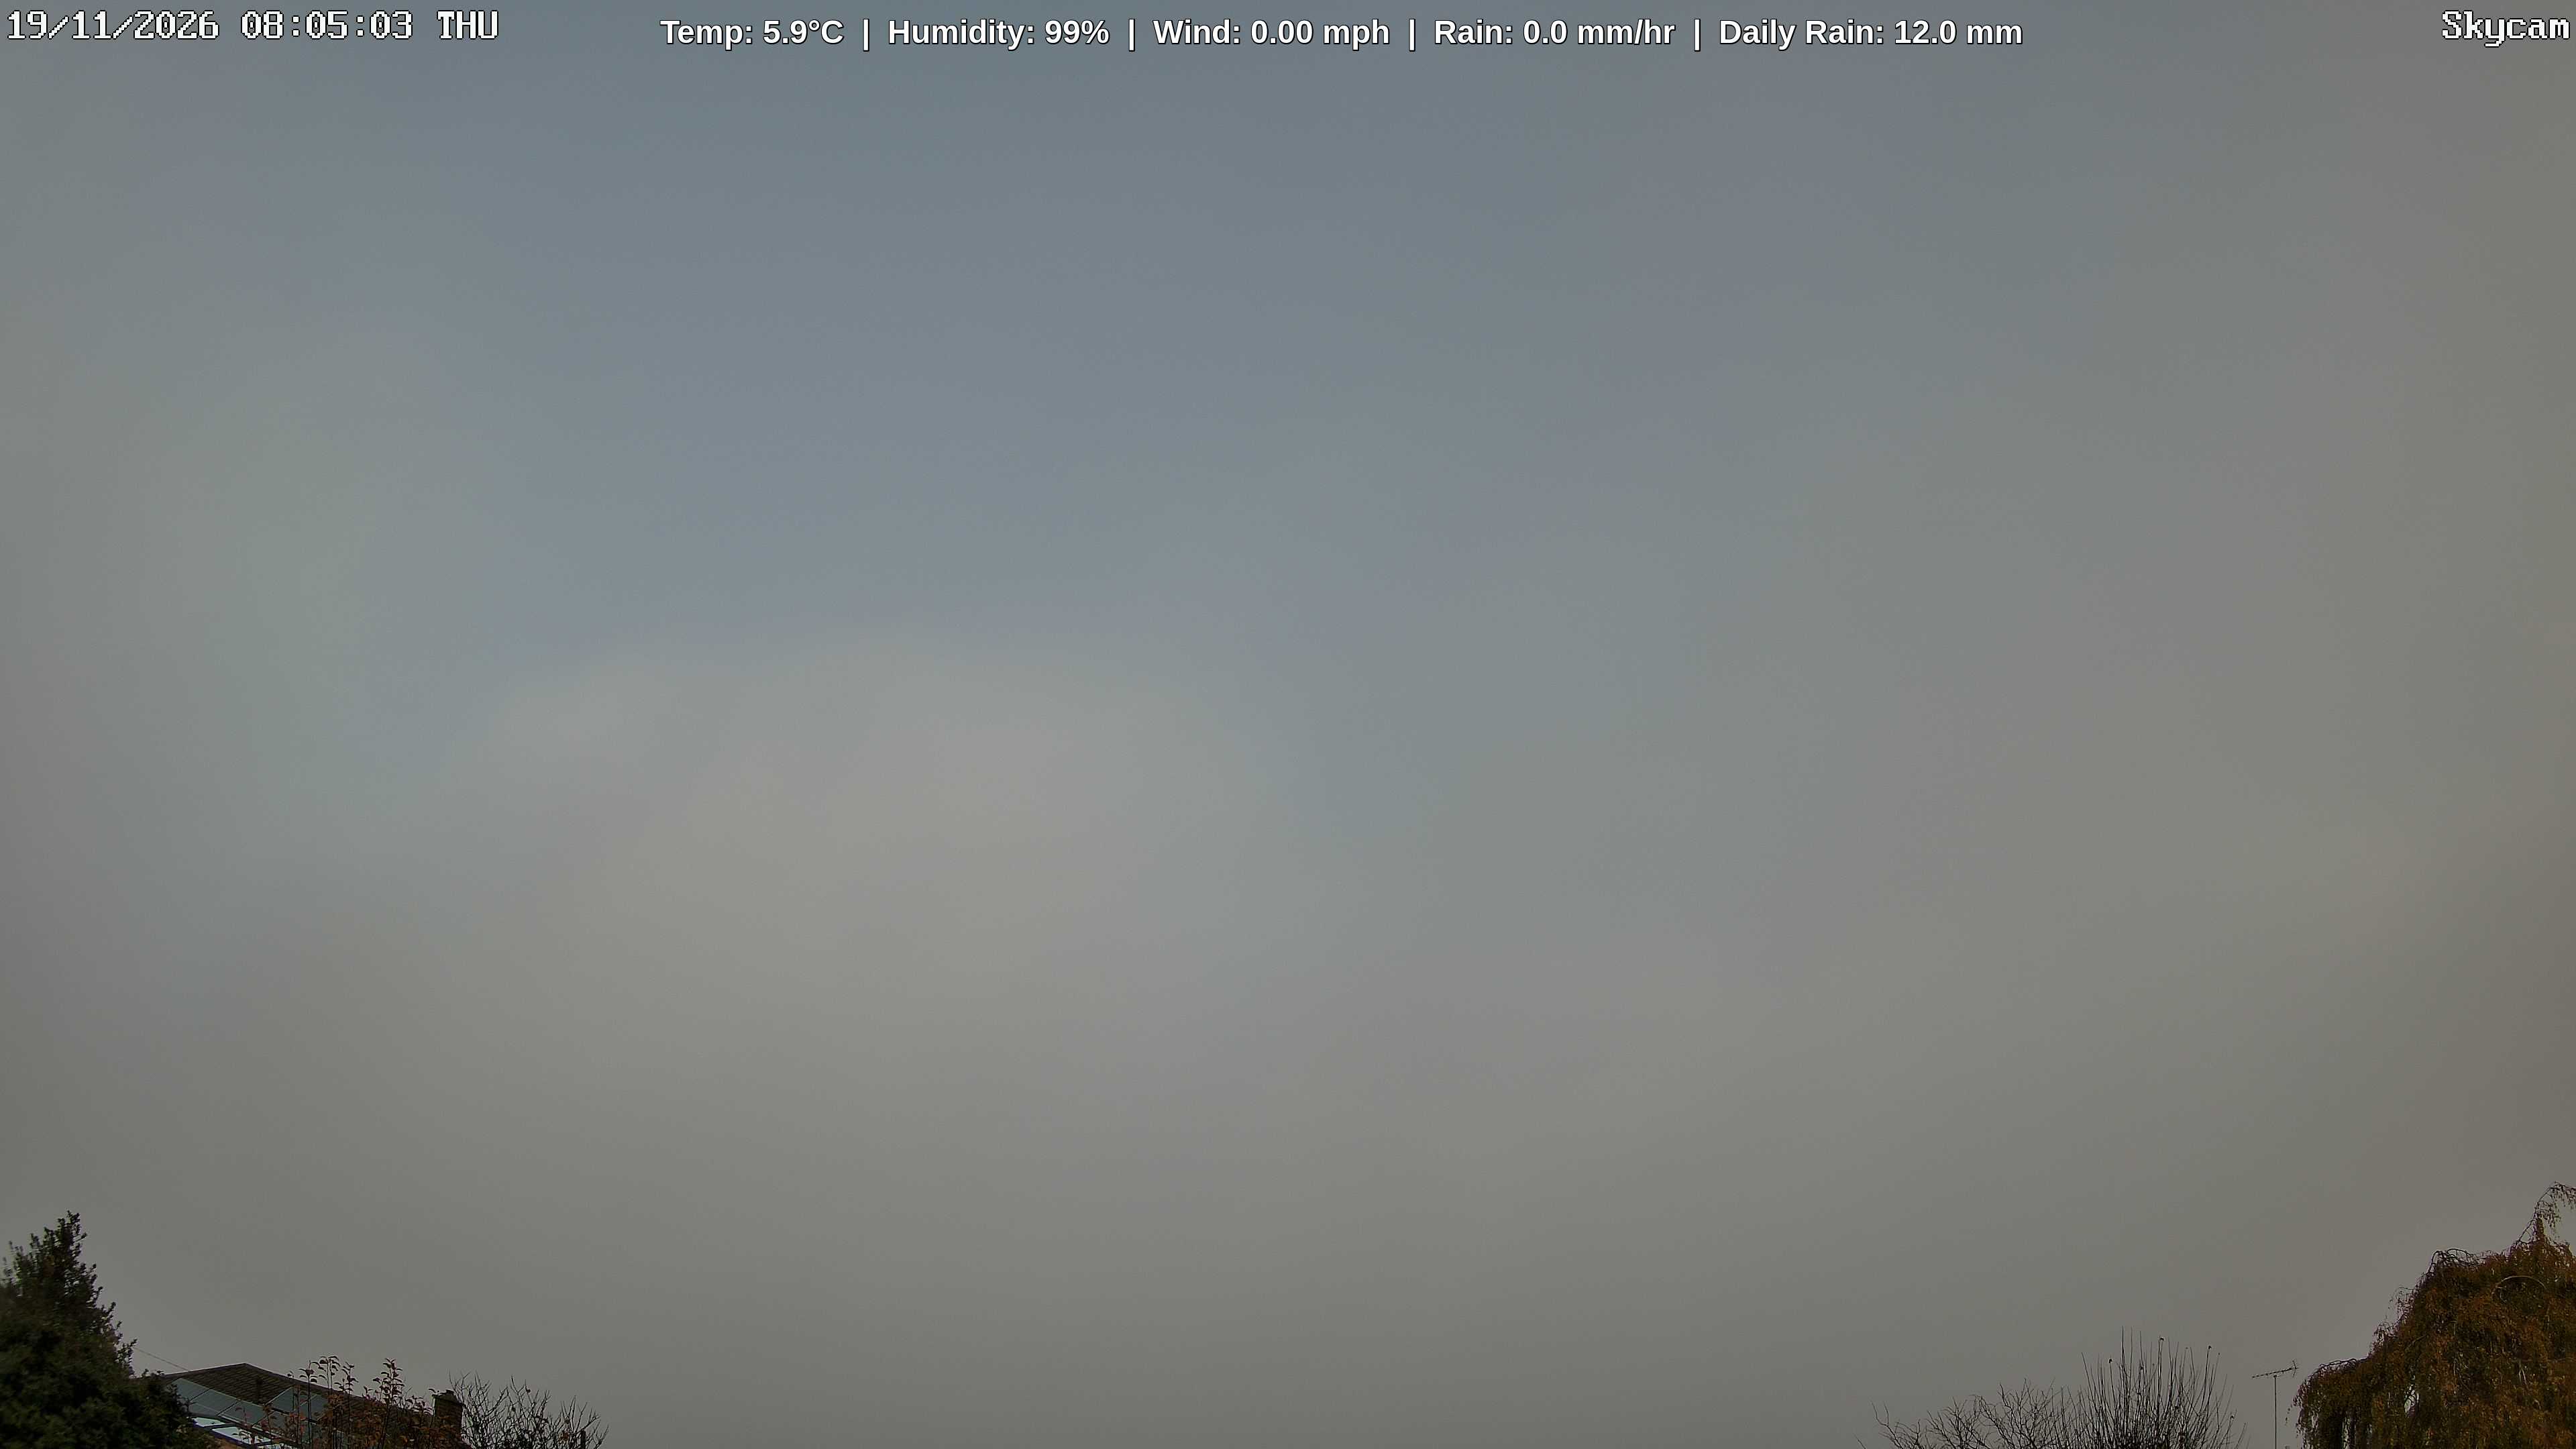 19/11/2026 08:05:03 THU
Temp: 5.9°C | Humidity: 99% | Wind: 0.00 mph | Rain: 0.0 mm/hr | Daily Rain: 12.0 mm
Skycam